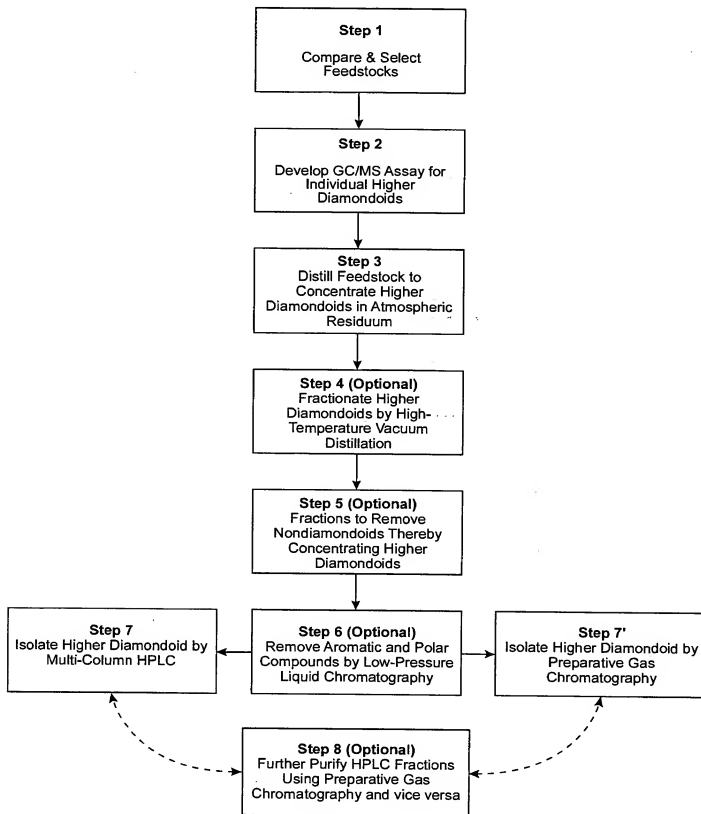 Step 1
Compare & Select
Feedstocks
Step 2
Develop GC/MS Assay for
Individual Higher
Diamondoids
Step 3
Distill Feedstock to
Concentrate Higher
Diamondoids in Atmospheric
Residuum
Step 4 (Optional)
Fractionate Higher
Diamondoids by High-
Temperature Vacuum
Distillation
Step 5 (Optional)
Fractions to Remove
Nondiamondoids Thereby
Concentrating Higher
Diamondoids
Step 7
Isolate Higher Diamondoid by
Multi-Column HPLC
Step 6 (Optional)
Remove Aromatic and Polar
Compounds by Low-Pressure
Liquid Chromatography
Step 7'
Isolate Higher Diamondoid by
Preparative Gas
Chromatography
Step 8 (Optional)
Further Purify HPLC Fractions
Using Preparative Gas
Chromatography and vice versa